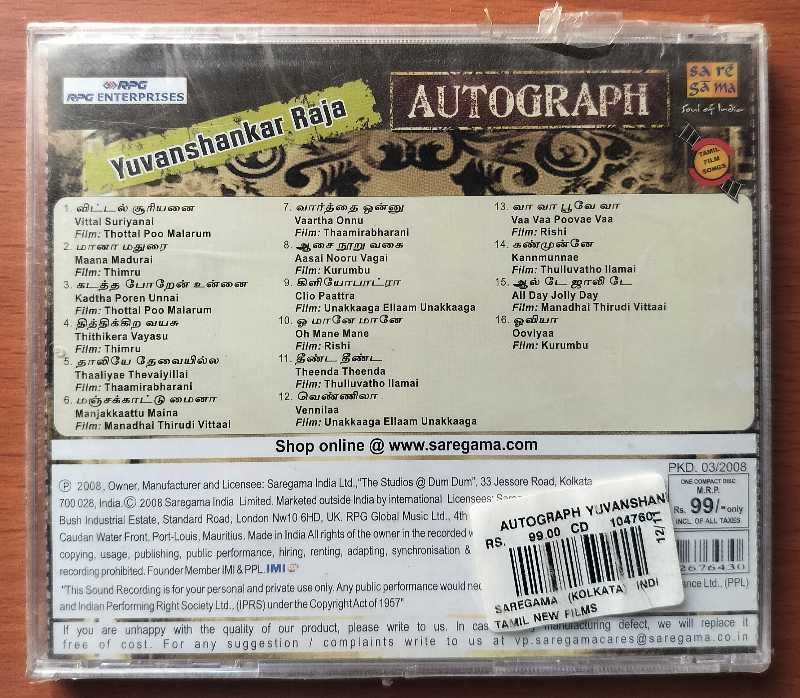 RPG
RPG ENTERPRISES
Yuvanshankar Raja
AUTOGRAPH
sa re
ga ma
Soul of India
TAMIL
FILM
SONGS
1. விட்டல் சூரியனை
Vittal Suriyanai
Film: Thottal Poo Malarum
2. மானா மதுரை
Maana Madurai
Film: Thimru
3. கடத்த போறேன் உன்னை
Kadtha Poren Unnai
Film: Thottal Poo Malarum
4. தித்திக்கிற வயசு
Thithikera Vayasu
Film: Thimru
5. தாலியே தேவையில்ல
Thaaliyae Thevaiyillai
Film: Thaamirabharani
6. மஞ்சக்காட்டு மைனா
Manjakkaattu Maina
Film: Manadhai Thirudi Vittaai
7. வார்த்தை ஒன்னு
Vaartha Onnu
Film: Thaamirabharani
8. ஆசை நூறு வகை
Aasai Nooru Vagai
Film: Kurumbu
9. கிளியோபாட்ரா
Clio Paattra
Film: Unakkaaga Ellaam Unakkaaga
10. ஓ மானே மானே
Oh Mane Mane
Film: Rishi
11. தீண்ட தீண்ட
Theenda Theenda
Film: Thulluvatho Ilamai
12. வெண்ணிலா
Vennilaa
Film: Unakkaaga Ellaam Unakkaaga
13. வா வா பூவே வா
Vaa Vaa Poovae Vaa
Film: Rishi
14. கண்முன்னே
Kannmunnae
Film: Thulluvatho Ilamai
15. ஆல் டே ஜாலி டே
All Day Jolly Day
Film: Manadhai Thirudi Vittaai
16. ஓவியா
Ooviyaa
Film: Kurumbu
Shop online @ www.saregama.com
PKD. 03/2008
ONE COMPACT DISC
M.R.P.
Rs. 99/- only
INCL. OF ALL TAXES
Ⓟ 2008, Owner, Manufacturer and Licensee: Saregama India Ltd.,"The Studios @ Dum Dum", 33 Jessore Road, Kolkata
700 028, India.© 2008 Saregama India Limited. Marketed outside India by international Licensees:
Bush Industrial Estate, Standard Road, London Nw10 6HD, UK. RPG Global Music Ltd., 4th
Caudan Water Front, Port-Louis, Mauritius. Made in India All rights of the owner in the recorded
copying, usage, publishing, public performance, hiring, renting, adapting, synchronisation &
recording prohibited. Founder Member IMI & PPL. IMI
"This Sound Recording is for your personal and private use only. Any public performance would
and Indian Performing Right Society Ltd., (IPRS) under the Copyright Act of 1957"
2676430
ance Ltd., (PPL)
AUTOGRAPH YUVANSHAN
RS. 99.00 CD 104760
12/11
SAREGAMA (KOLKATA) INDI
TAMIL NEW FILMS
If you are unhappy with the quality of our product, please write to us. In case manufacturing defect, we will replace it
free of cost. For any suggestion / complaints write to us at vp.saregamacares@saregama.co.in